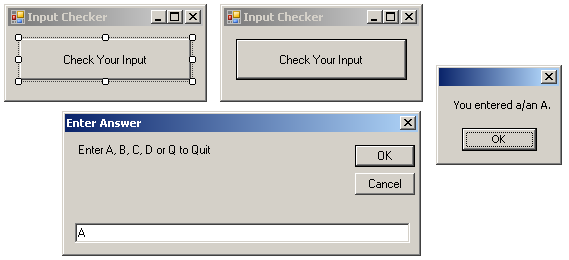 Input Checker
Check Your Input
Input Checker
Check Your Input
You entered a/an A.
OK
Enter Answer
Enter A, B, C, D or Q to Quit
OK
Cancel
A